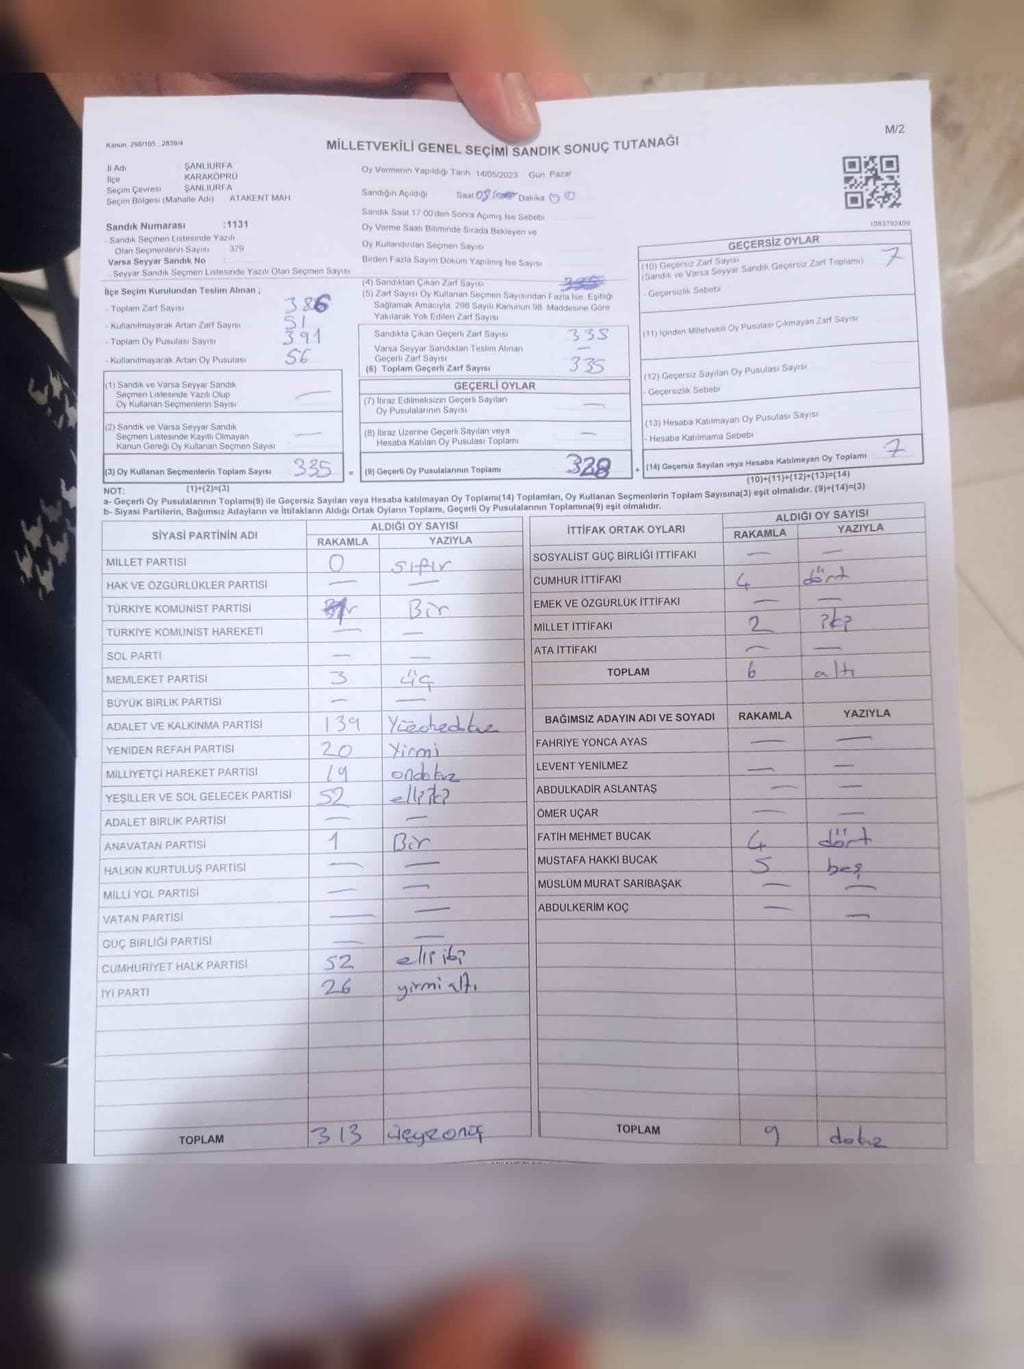 M/2
Kanun: 298/105 : 2839/4
MİLLETVEKİLİ GENEL SEÇİMİ SANDIK SONUÇ TUTANAĞI
İl Adı ŞANLIURFA
İlçe KARAKÖPRÜ
Seçim Çevresi ŞANLIURFA
Seçim Bölgesi (Mahalle Adı) ATAKENT MAH.
Oy Vermenin Yapıldığı Tarih 14/05/2023 Gün Pazar
Sandığın Açıldığı Saat 08 Dakika 00
Sandık Saat 17:00'den Sonra Açımış İse Sebebi
Oy Verme Saati Bitiminde Sırada Bekleyen ve
Oy Kullandırılan Seçmen Sayısı
Birden Fazla Sayım Döküm Yapılmış İse Sayısı
1083792409
Sandık Numarası :1131
- Sandık Seçmen Listesinde Yazılı
Olan Seçmenlerin Sayısı 379
Varsa Seyyar Sandık No :
- Seyyar Sandık Seçmen Listesinde Yazılı Olan Seçmen Sayısı
İlçe Seçim Kurulundan Teslim Alınan ;
- Toplam Zarf Sayısı 386
- Kullanılmayarak Artan Zarf Sayısı 51
- Toplam Oy Pusulası Sayısı 391
- Kullanılmayarak Artan Oy Pusulası 56
(1) Sandık ve Varsa Seyyar Sandık
Seçmen Listesinde Yazılı Olup
Oy Kullanan Seçmenlerin Sayısı —
(2) Sandık ve Varsa Seyyar Sandık
Seçmen Listesinde Kayıtlı Olmayan
Kanun Gereği Oy Kullanan Seçmen Sayısı —
(3) Oy Kullanan Seçmenlerin Toplam Sayısı 335 =
(1)+(2)=(3)
(4) Sandıktan Çıkan Zarf Sayısı
(5) Zarf Sayısı Oy Kullanan Seçmen Sayısından Fazla İse, Eşitliği
Sağlamak Amacıyla, 298 Sayılı Kanunun 98. Maddesine Göre
Yakılarak Yok Edilen Zarf Sayısı
Sandıkta Çıkan Geçerli Zarf Sayısı 335
Varsa Seyyar Sandıktan Teslim Alınan
Geçerli Zarf Sayısı —
(6) Toplam Geçerli Zarf Sayısı 335
GEÇERLİ OYLAR
(7) İtiraz Edilmeksizin Geçerli Sayılan
Oy Pusulalarının Sayısı —
(8) İtiraz Üzerine Geçerli Sayılan veya
Hesaba Katılan Oy Pusulası Toplamı —
(9) Geçerli Oy Pusulalarının Toplamı 328 +
GEÇERSİZ OYLAR
(10) Geçersiz Zarf Sayısı 7
(Sandık ve Varsa Seyyar Sandık Geçersiz Zarf Toplamı)
- Geçersizlik Sebebi
(11) İçinden Milletvekili Oy Pusulası Çıkmayan Zarf Sayısı
(12) Geçersiz Sayılan Oy Pusulası Sayısı
- Geçersizlik Sebebi
(13) Hesaba Katılmayan Oy Pusulası Sayısı
- Hesaba Katılmama Sebebi
(14) Geçersiz Sayılan veya Hesaba Katılmayan Oy Toplamı 7
(10)+(11)+(12)+(13)=(14)
NOT:
a- Geçerli Oy Pusulalarının Toplamı(9) ile Geçersiz Sayılan veya Hesaba katılmayan Oy Toplamı(14) Toplamları, Oy Kullanan Seçmenlerin Toplam Sayısına(3) eşit olmalıdır. (9)+(14)=(3)
b- Siyasi Partilerin, Bağımsız Adayların ve İttifakların Aldığı Ortak Oyların Toplamı, Geçerli Oy Pusulalarının Toplamına(9) eşit olmalıdır.
SİYASİ PARTİNİN ADI ALDIĞI OY SAYISI
RAKAMLA YAZIYLA
MİLLET PARTİSİ 0 sıfır
HAK VE ÖZGÜRLÜKLER PARTİSİ — —
TÜRKİYE KOMÜNİST PARTİSİ Bir
TÜRKİYE KOMÜNİST HAREKETİ — —
SOL PARTİ — —
MEMLEKET PARTİSİ 3 üç
BÜYÜK BİRLİK PARTİSİ — —
ADALET VE KALKINMA PARTİSİ 139
YENİDEN REFAH PARTİSİ 20 Yirmi
MİLLİYETÇİ HAREKET PARTİSİ 19 ondokuz
YEŞİLLER VE SOL GELECEK PARTİSİ 52 elliiki
ADALET BİRLİK PARTİSİ — —
ANAVATAN PARTİSİ 1 Bir
HALKIN KURTULUŞ PARTİSİ — —
MİLLİ YOL PARTİSİ — —
VATAN PARTİSİ — —
GÜÇ BİRLİĞİ PARTİSİ — —
CUMHURİYET HALK PARTİSİ 52 elli iki
İYİ PARTİ 26 yirmi altı
TOPLAM 313 üçyzonüç
İTTİFAK ORTAK OYLARI ALDIĞI OY SAYISI
RAKAMLA YAZIYLA
SOSYALİST GÜÇ BİRLİĞİ İTTİFAKI — —
CUMHUR İTTİFAKI 4 dört
EMEK VE ÖZGÜRLÜK İTTİFAKI — —
MİLLET İTTİFAKI 2 iki
ATA İTTİFAKI — —
TOPLAM 6 altı
BAĞIMSIZ ADAYIN ADI VE SOYADI RAKAMLA YAZIYLA
FAHRİYE YONCA AYAS — —
LEVENT YENİLMEZ — —
ABDULKADİR ASLANTAŞ — —
ÖMER UÇAR — —
FATİH MEHMET BUCAK 4 dört
MUSTAFA HAKKI BUCAK 5 beş
MÜSLÜM MURAT SARIBAŞAK — —
ABDULKERİM KOÇ — —
TOPLAM 9 dokuz